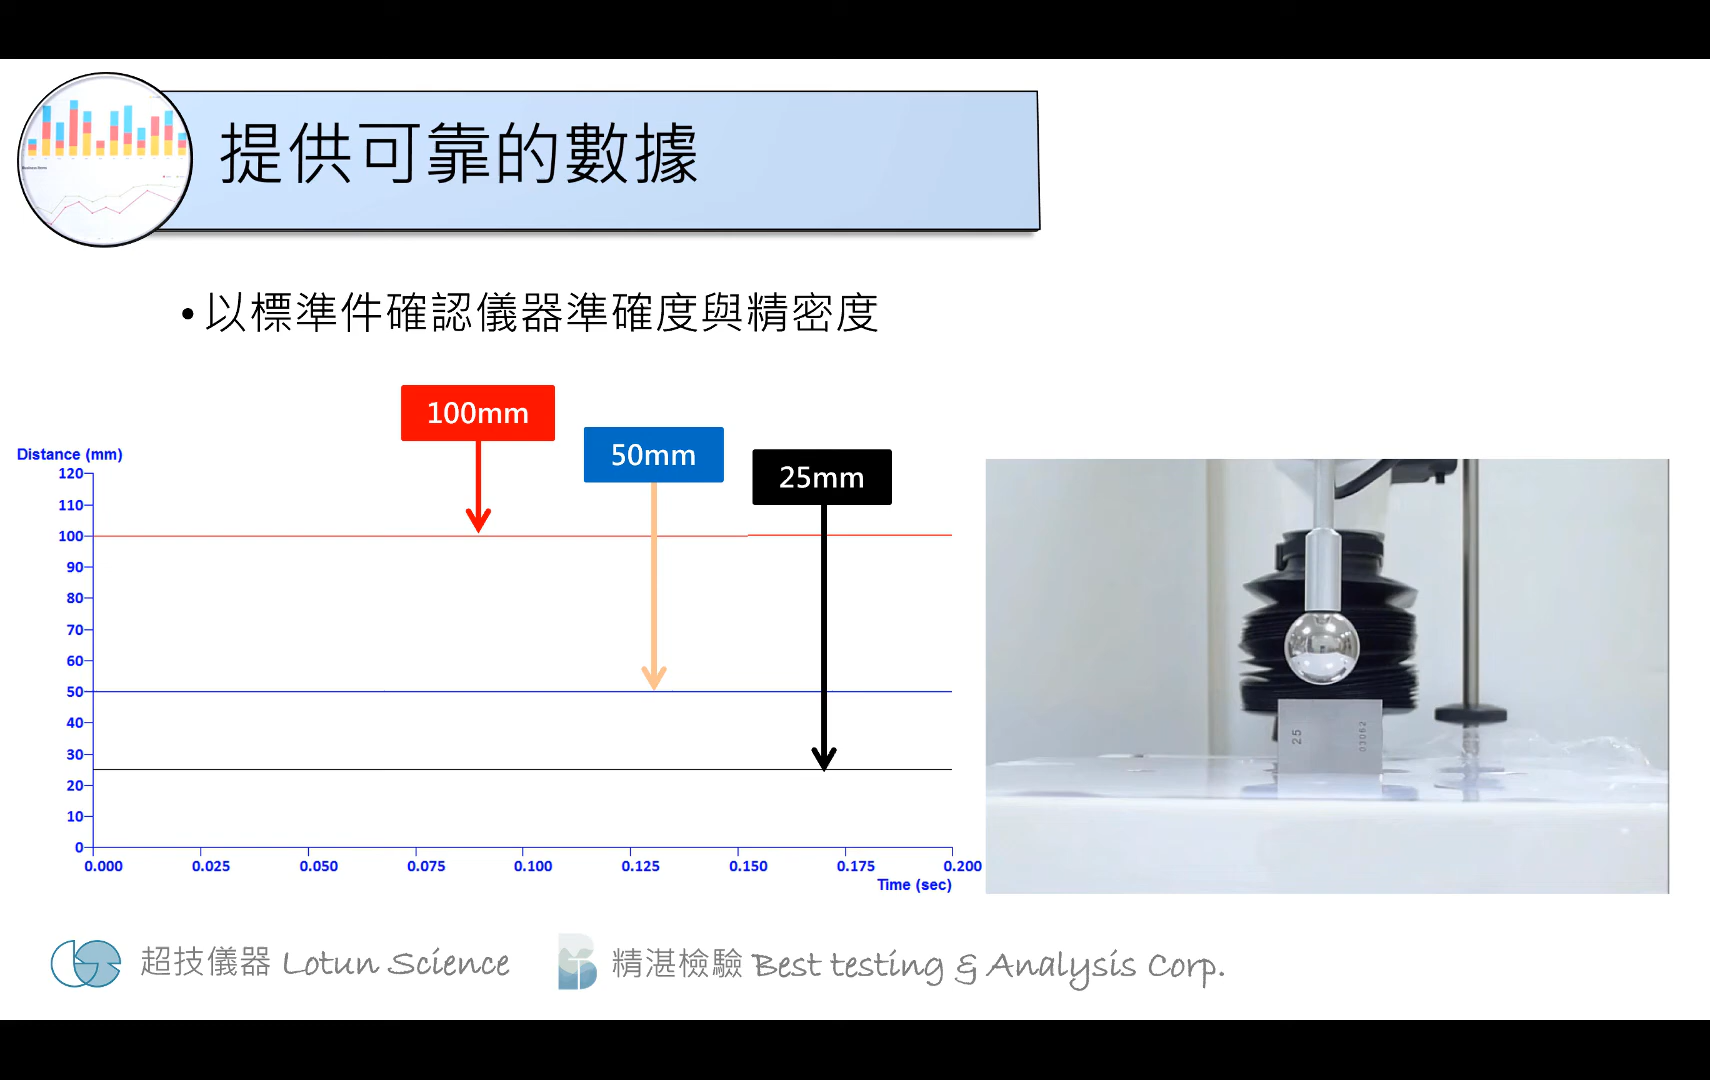 提供可靠的數據
• 以標準件確認儀器準確度與精密度
100mm
50mm
25mm
Distance (mm)
120
110
100
90
80
70
60
50
40
30
20
10
0
0.000 0.025 0.050 0.075 0.100 0.125 0.150 0.175 0.200
Time (sec)
25
03062
超技儀器 Lotun Science
精湛檢驗 Best testing & Analysis Corp.